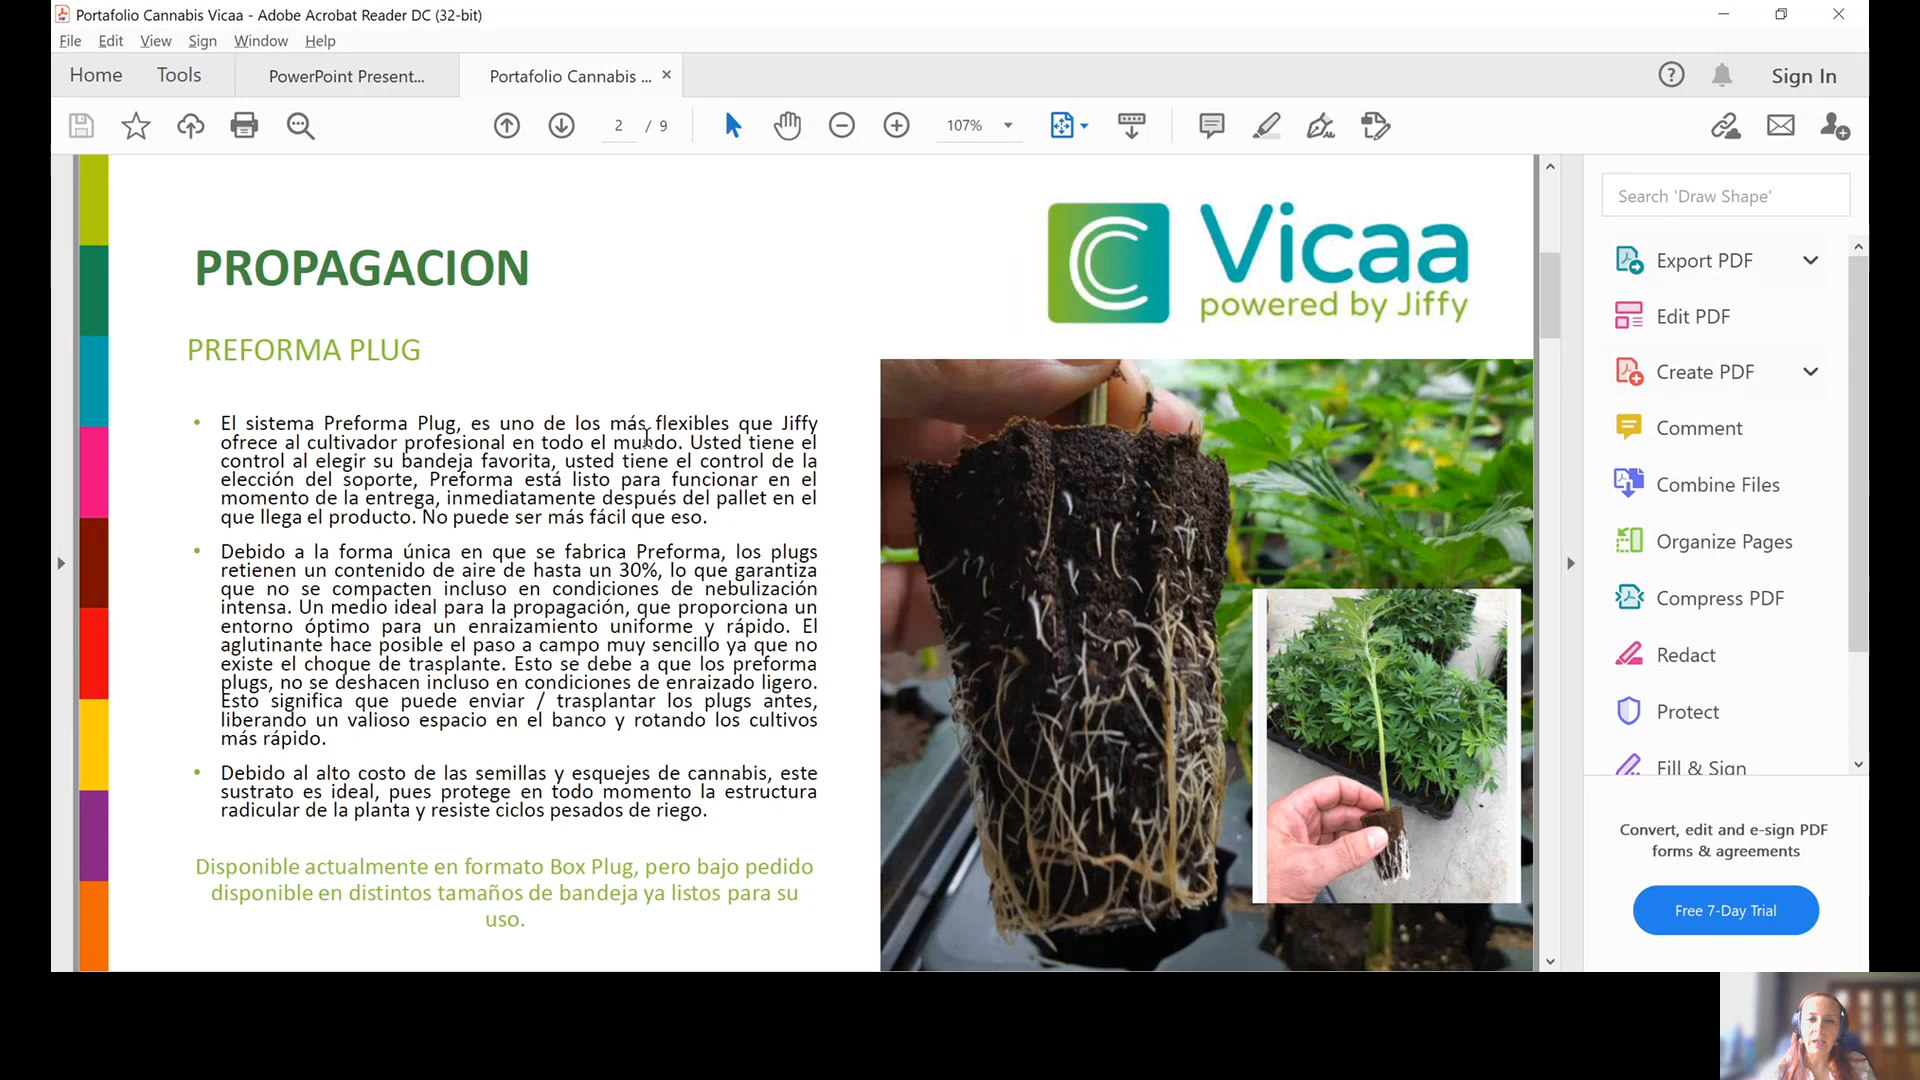 Portafolio Cannabis Vicaa - Adobe Acrobat Reader DC (32-bit)
File Edit View Sign Window Help
Home Tools PowerPoint Present... Portafolio Cannabis ... Sign In
2 / 9 107%
PROPAGACION
Vicaa
powered by Jiffy
PREFORMA PLUG
• El sistema Preforma Plug, es uno de los más flexibles que Jiffy
ofrece al cultivador profesional en todo el mundo. Usted tiene el
control al elegir su bandeja favorita, usted tiene el control de la
elección del soporte, Preforma está listo para funcionar en el
momento de la entrega, inmediatamente después del pallet en el
que llega el producto. No puede ser más fácil que eso.
• Debido a la forma única en que se fabrica Preforma, los plugs
retienen un contenido de aire de hasta un 30%, lo que garantiza
que no se compacten incluso en condiciones de nebulización
intensa. Un medio ideal para la propagación, que proporciona un
entorno óptimo para un enraizamiento uniforme y rápido. El
aglutinante hace posible el paso a campo muy sencillo ya que no
existe el choque de trasplante. Esto se debe a que los preforma
plugs, no se deshacen incluso en condiciones de enraizado ligero.
Esto significa que puede enviar / trasplantar los plugs antes,
liberando un valioso espacio en el banco y rotando los cultivos
más rápido.
• Debido al alto costo de las semillas y esquejes de cannabis, este
sustrato es ideal, pues protege en todo momento la estructura
radicular de la planta y resiste ciclos pesados de riego.
Disponible actualmente en formato Box Plug, pero bajo pedido
disponible en distintos tamaños de bandeja ya listos para su
uso.
Search 'Draw Shape'
Export PDF
Edit PDF
Create PDF
Comment
Combine Files
Organize Pages
Compress PDF
Redact
Protect
Fill & Sign
Convert, edit and e-sign PDF
forms & agreements
Free 7-Day Trial